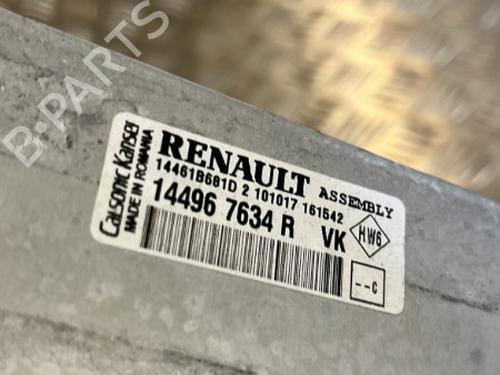 B-PARTS
Calsonic Kansei
MADE IN ROMANIA
RENAULT ASSEMBLY
14461B681D 2 101017 161542
14496 7634 R VK
HW6
--C